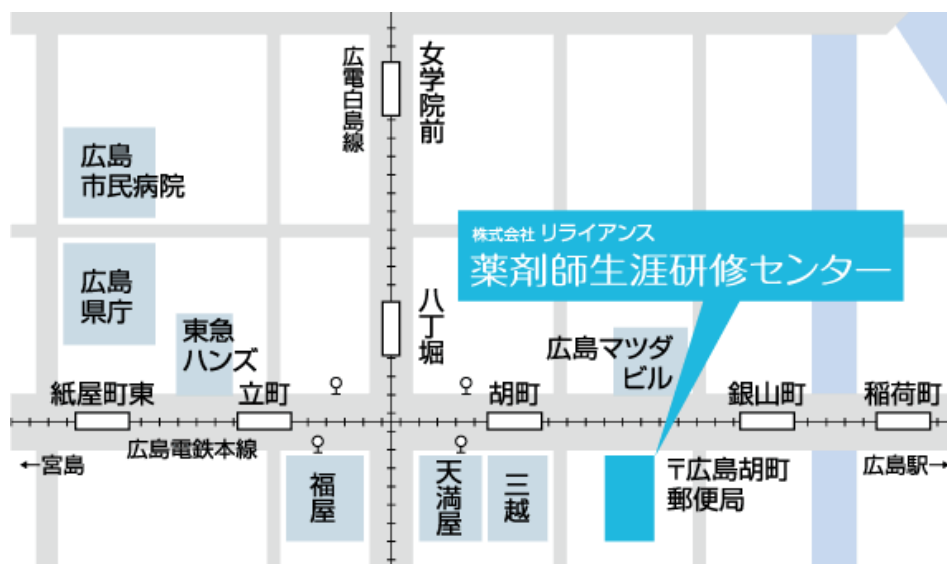 広電白島線
女学院前
広島
市民病院
株式会社 リライアンス
薬剤師生涯研修センター
広島
県庁
東急
ハンズ
八丁堀
広島マツダ
ビル
紙屋町東
立町
胡町
銀山町
稲荷町
広島電鉄本線
←宮島
広島駅→
福屋
天満屋
三越
〒広島胡町
郵便局